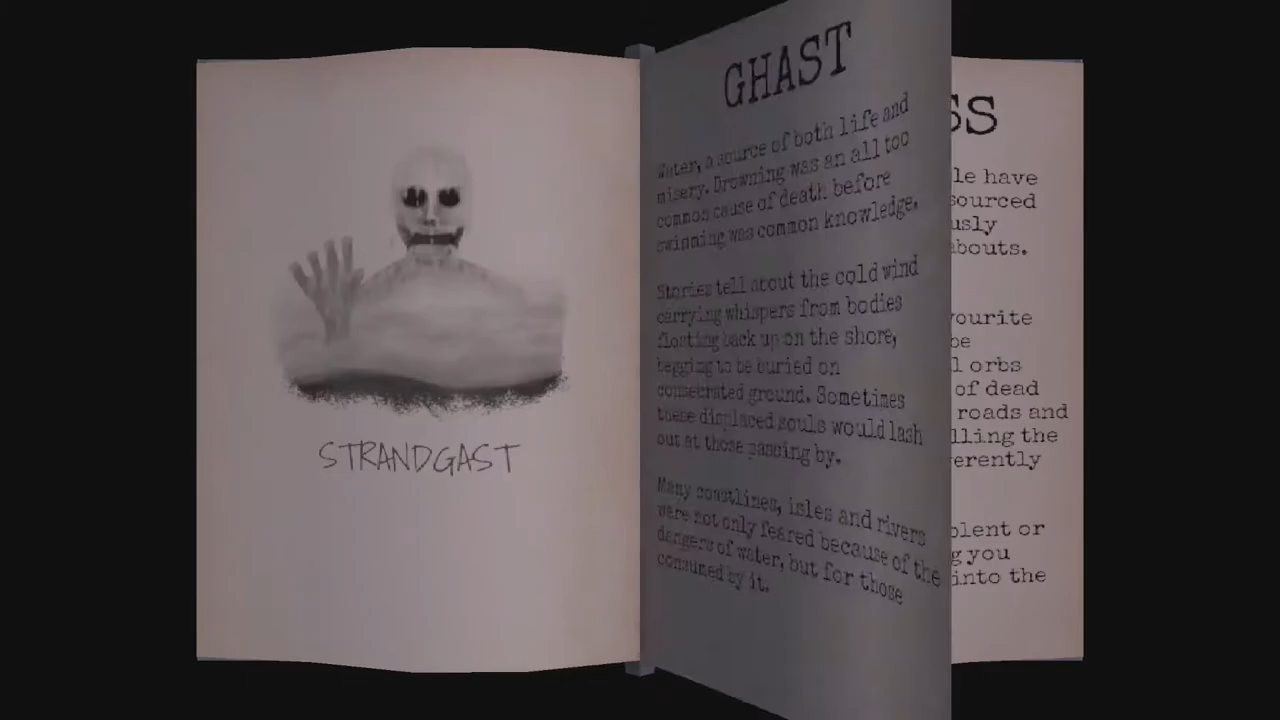 STRANDGAST
GHAST
Water, a source of both life and
misery. Drowning was an all too
common cause of death before
swimming was common knowledge.
Stories tell about the cold wind
carrying whispers from bodies
floating back up on the shore,
begging to be buried on
consecrated ground. Sometimes
these displaced souls would lash
out at those passing by.
Many coastlines, isles and rivers
were not only feared because of the
dangers of water, but for those
consumed by it.
SS
le have
sourced
usly
abouts.
vourite
be
l orbs
of dead
roads and
lling the
erently
olent or
g you
into the